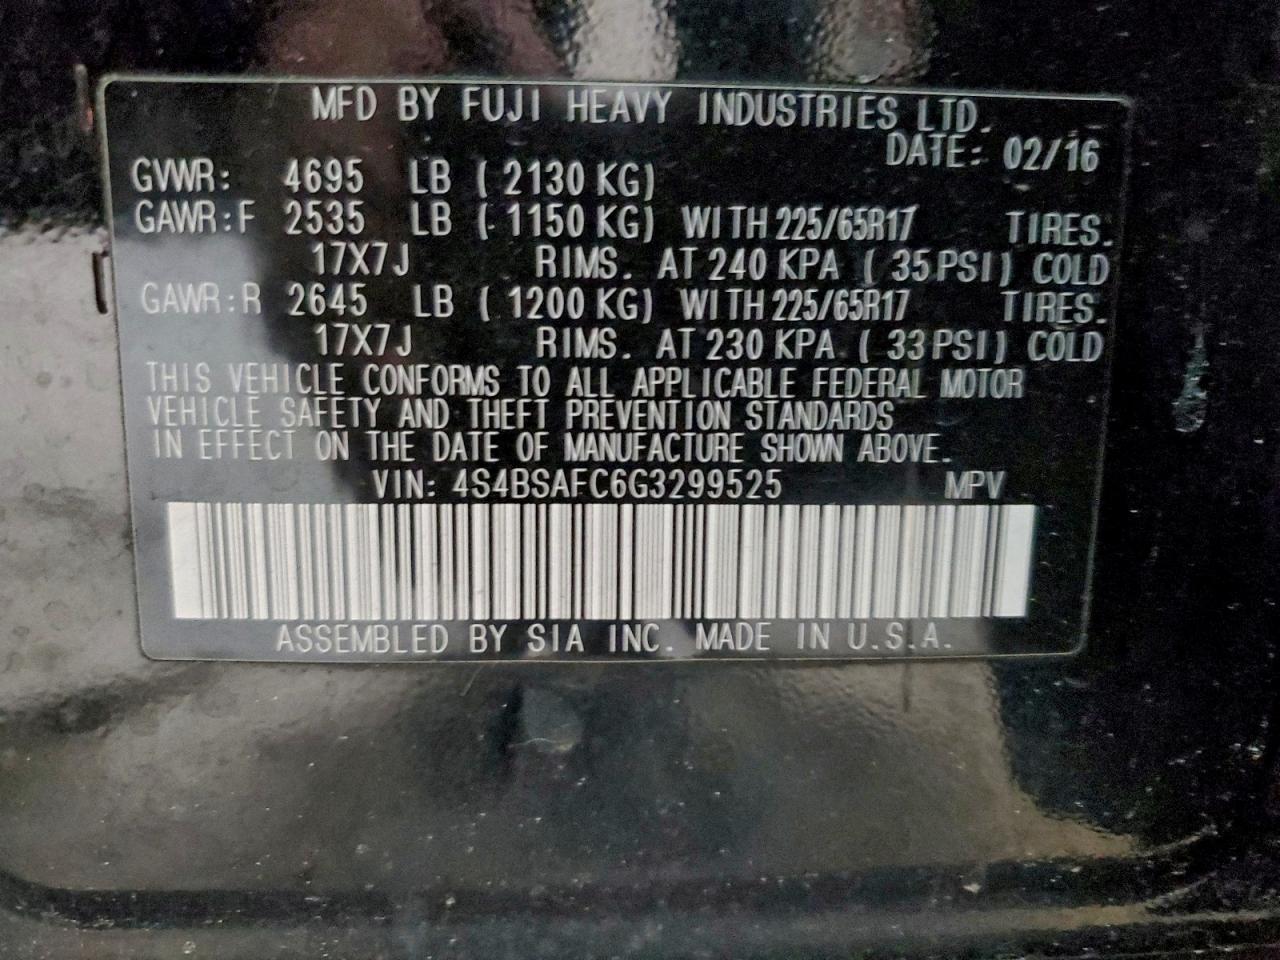 MFD BY FUJI HEAVY INDUSTRIES LTD.
DATE: 02/16
GVWR: 4695 LB ( 2130 KG)
GAWR:F 2535 LB ( 1150 KG) WITH 225/65R17 TIRES.
17X7J RIMS. AT 240 KPA ( 35 PSI) COLD
GAWR:R 2645 LB ( 1200 KG) WITH 225/65R17 TIRES.
17X7J RIMS. AT 230 KPA ( 33 PSI) COLD
THIS VEHICLE CONFORMS TO ALL APPLICABLE FEDERAL MOTOR
VEHICLE SAFETY AND THEFT PREVENTION STANDARDS
IN EFFECT ON THE DATE OF MANUFACTURE SHOWN ABOVE.
VIN: 4S4BSAFC6G3299525 MPV
ASSEMBLED BY SIA INC. MADE IN U.S.A.